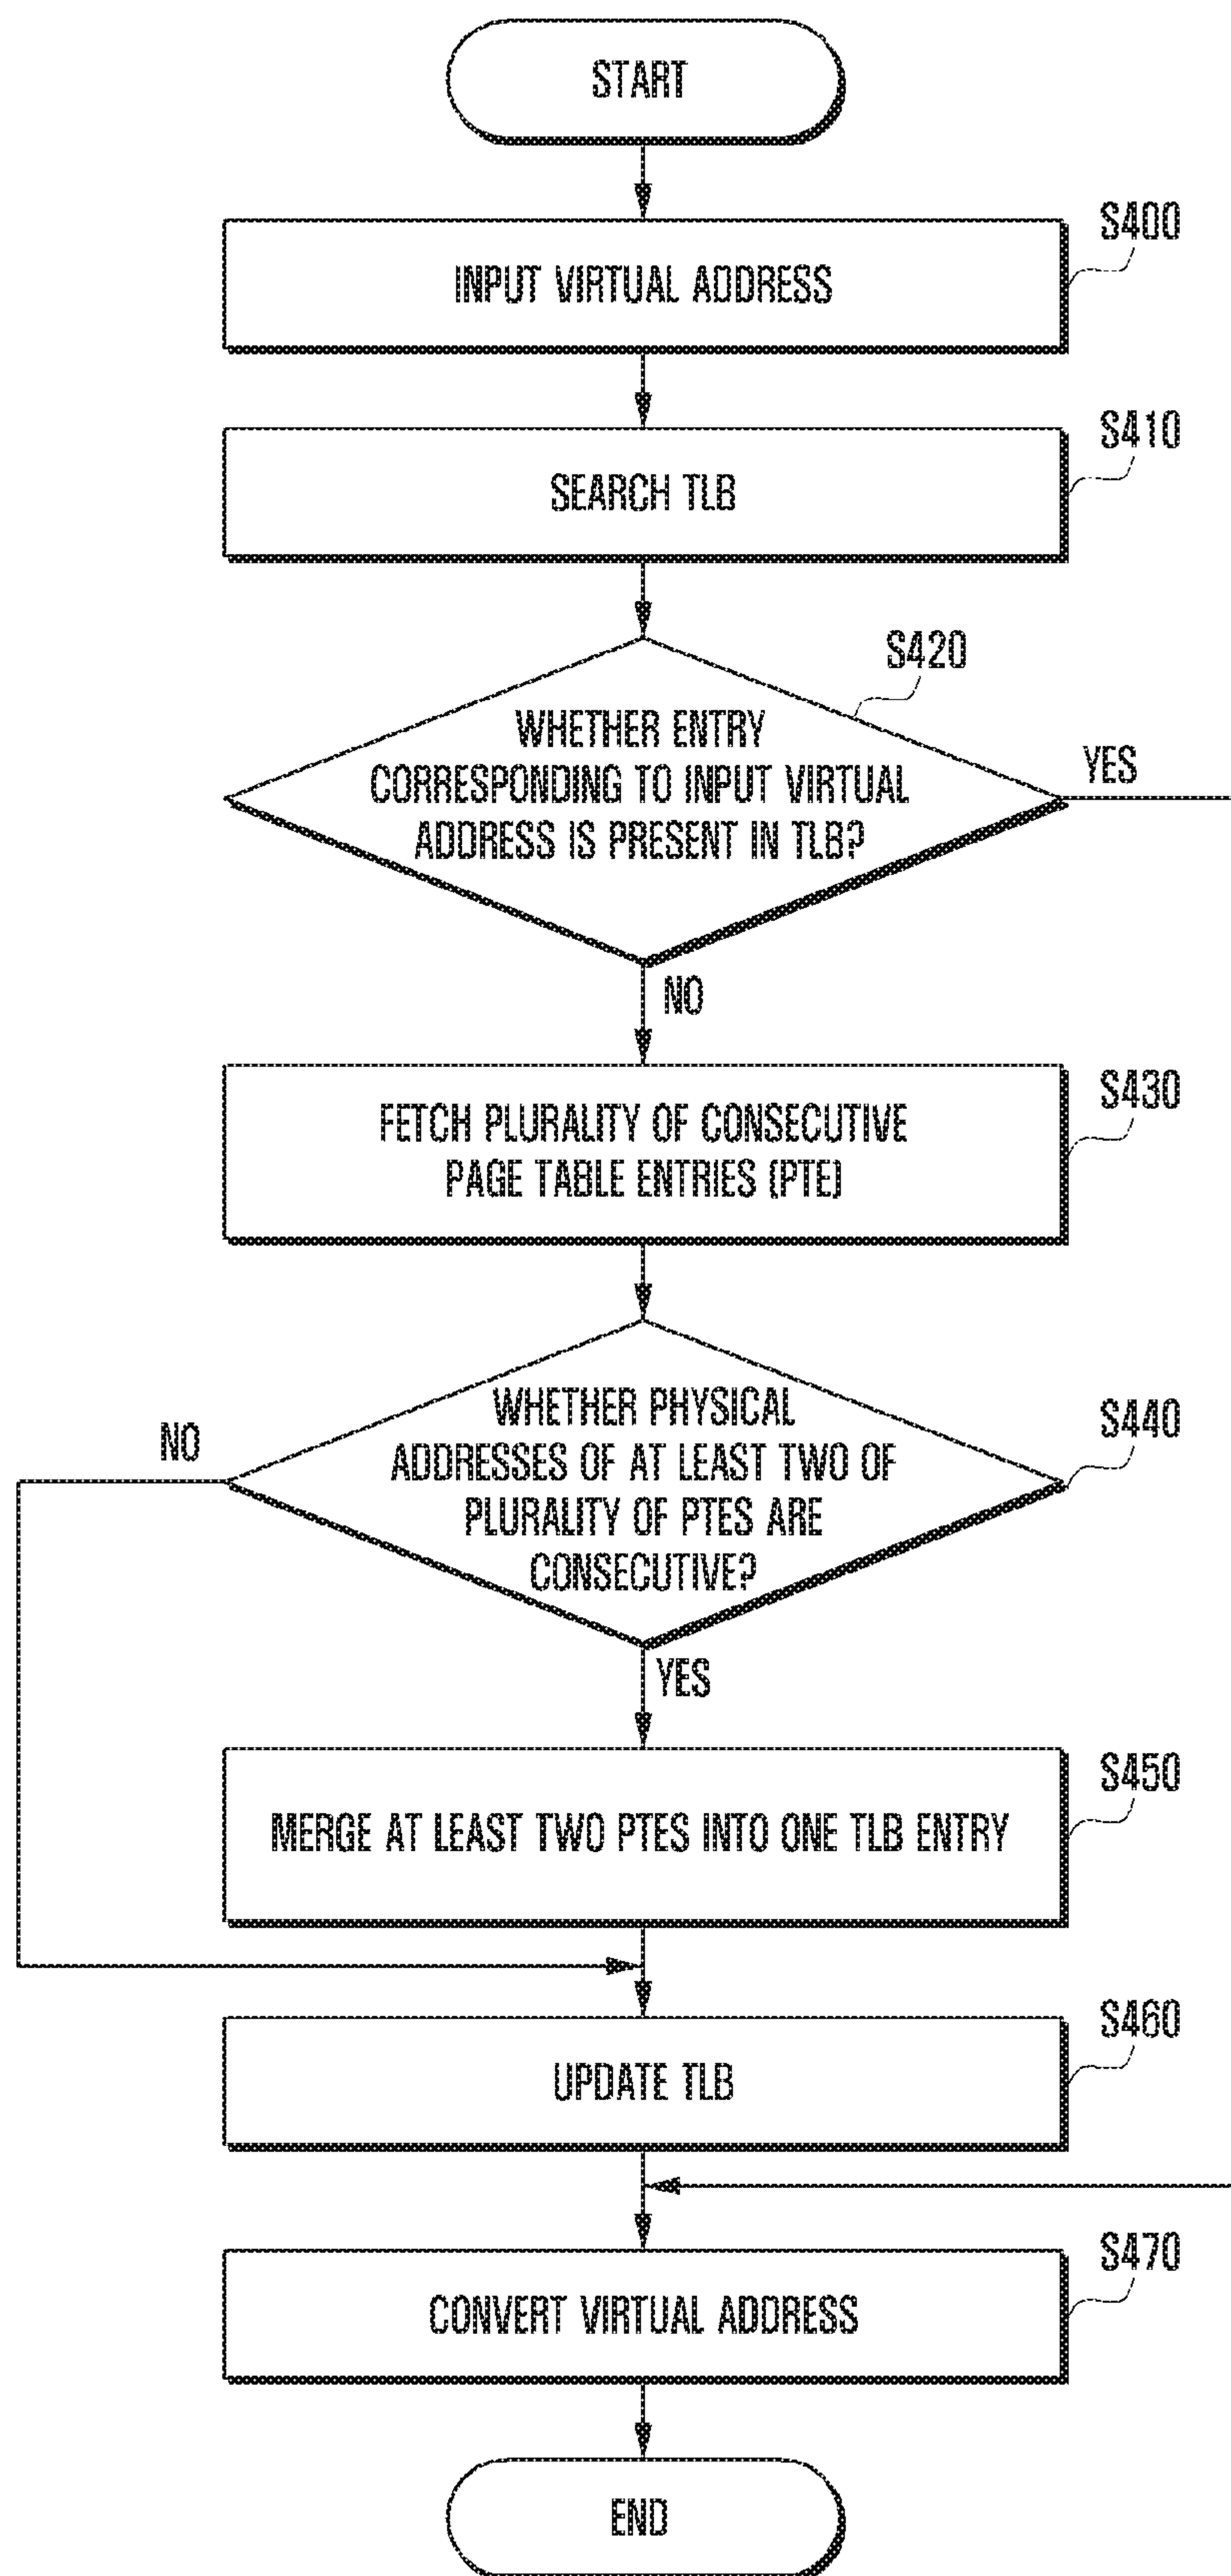 START
S400
INPUT VIRTUAL ADDRESS
S410
SEARCH TLB
S420
WHETHER ENTRY
CORRESPONDING TO INPUT VIRTUAL
ADDRESS IS PRESENT IN TLB?
YES
NO
S430
FETCH PLURALITY OF CONSECUTIVE
PAGE TABLE ENTRIES (PTE)
S440
WHETHER PHYSICAL
ADDRESSES OF AT LEAST TWO OF
PLURALITY OF PTES ARE
CONSECUTIVE?
NO
YES
S450
MERGE AT LEAST TWO PTES INTO ONE TLB ENTRY
S460
UPDATE TLB
S470
CONVERT VIRTUAL ADDRESS
END